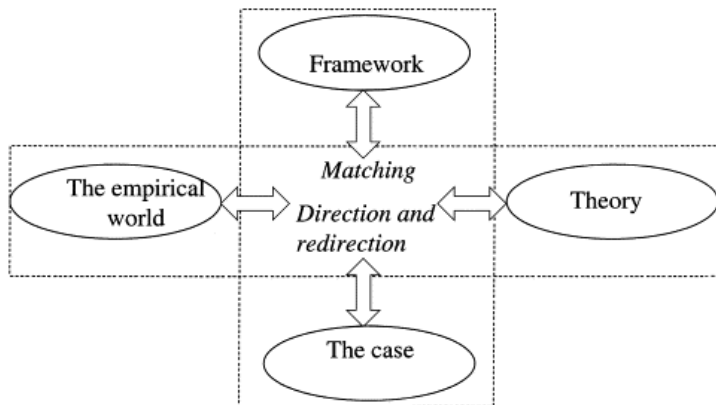 Framework
Matching
The empirical
world
Direction and
redirection
Theory
The case